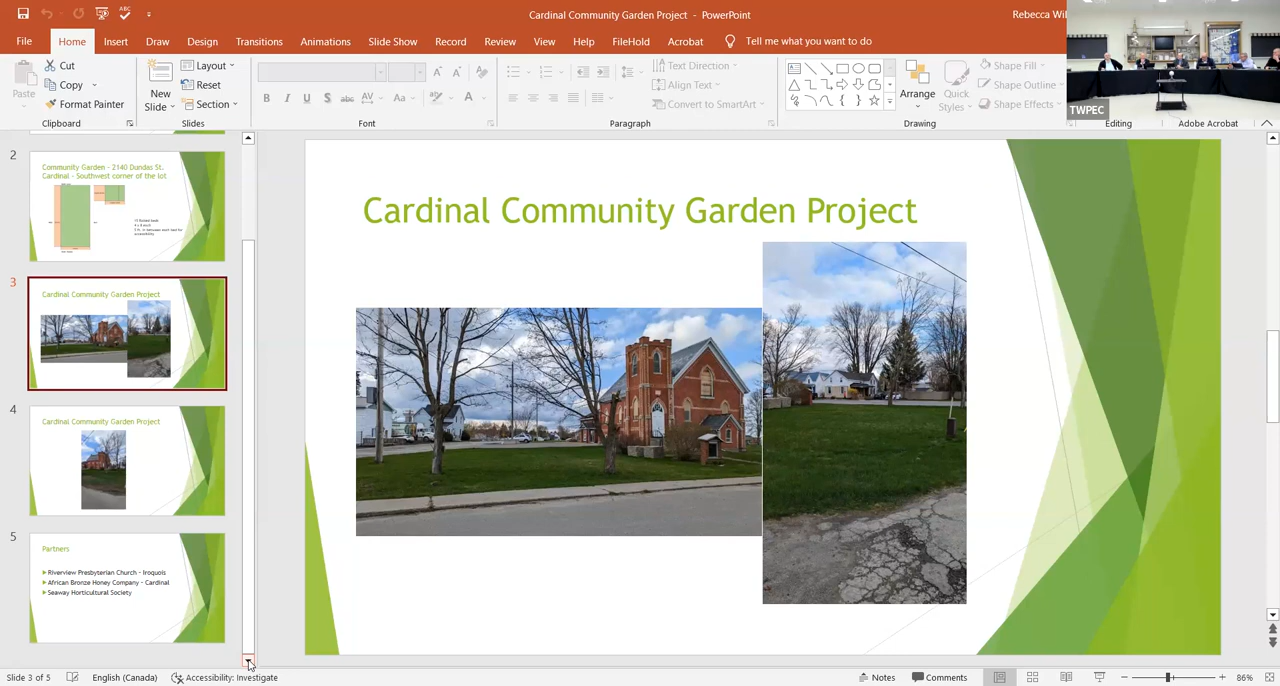 Cardinal Community Garden Project - PowerPoint
Rebecca Wil
File Home Insert Draw Design Transitions Animations Slide Show Record Review View Help FileHold Acrobat Tell me what you want to do
Paste
Cut
Copy
Format Painter
Clipboard
New Slide
Layout
Reset
Section
Slides
Font
Text Direction
Align Text
Convert to SmartArt
Paragraph
Arrange
Quick Styles
Shape Fill
Shape Outline
Shape Effects
Drawing
Editing
Adobe Acrobat
TWPEC
2
Community Garden - 2140 Dundas St.
Cardinal - Southwest corner of the lot
3
Cardinal Community Garden Project
4
Cardinal Community Garden Project
5
Partners
Riverview Presbyterian Church - Iroquois
African Bronze Honey Company - Cardinal
Seaway Horticultural Society
Cardinal Community Garden Project
Slide 3 of 5 English (Canada) Accessibility: Investigate Notes Comments 86%